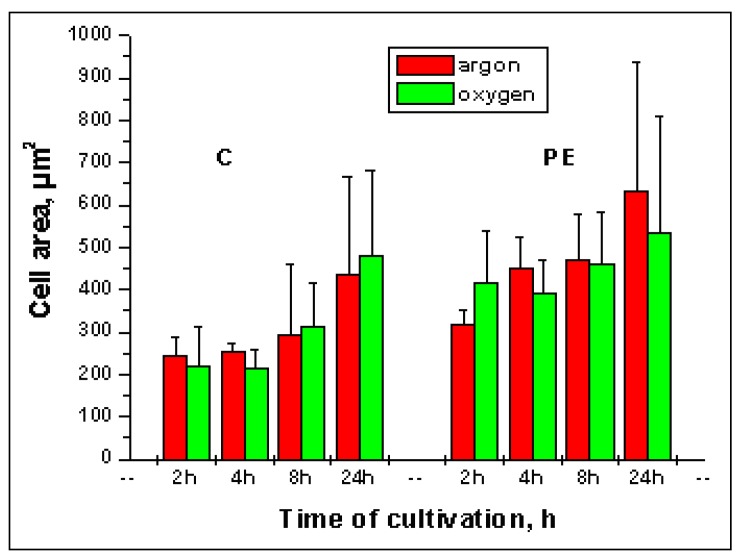 1000
900
800
700
600
500
400
300
200
100
0
Cell area, µm²
argon
oxygen
C
PE
-- 2h 4h 8h 24h -- 2h 4h 8h 24h --
Time of cultivation, h